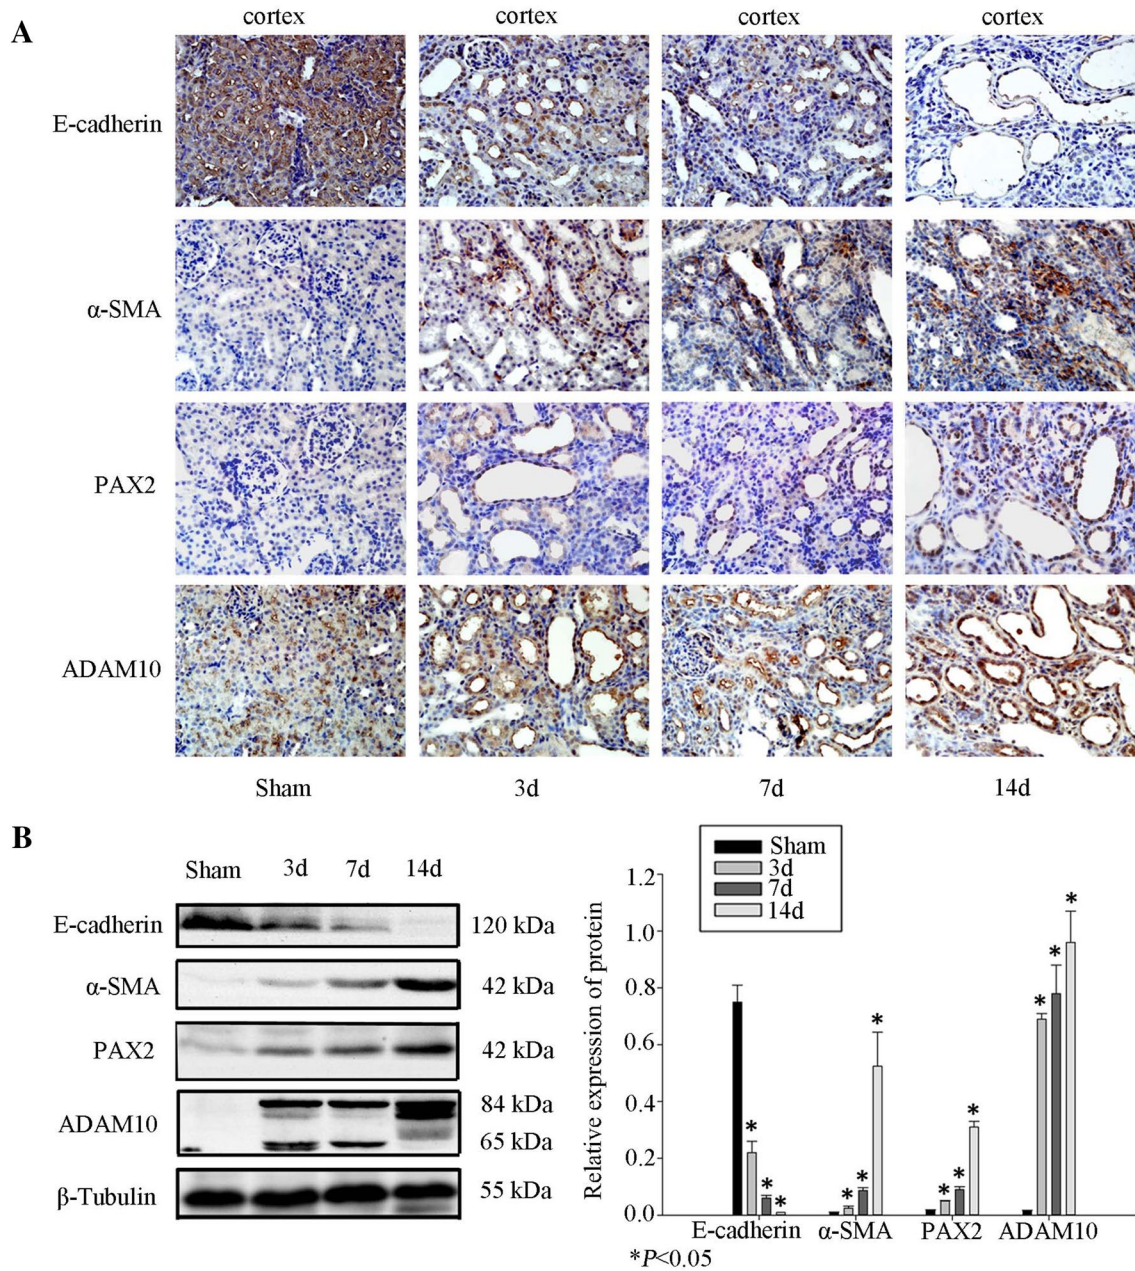 A
cortex cortex cortex cortex
E-cadherin
α-SMA
PAX2
ADAM10
Sham 3d 7d 14d
B
Sham 3d 7d 14d
E-cadherin 120 kDa
α-SMA 42 kDa
PAX2 42 kDa
ADAM10 84 kDa
65 kDa
β-Tubulin 55 kDa
Sham
3d
7d
14d
Relative expression of protein
1.2
1.0
0.8
0.6
0.4
0.2
0.0
* * *
* * *
* * *
* * *
E-cadherin α-SMA PAX2 ADAM10
*P<0.05